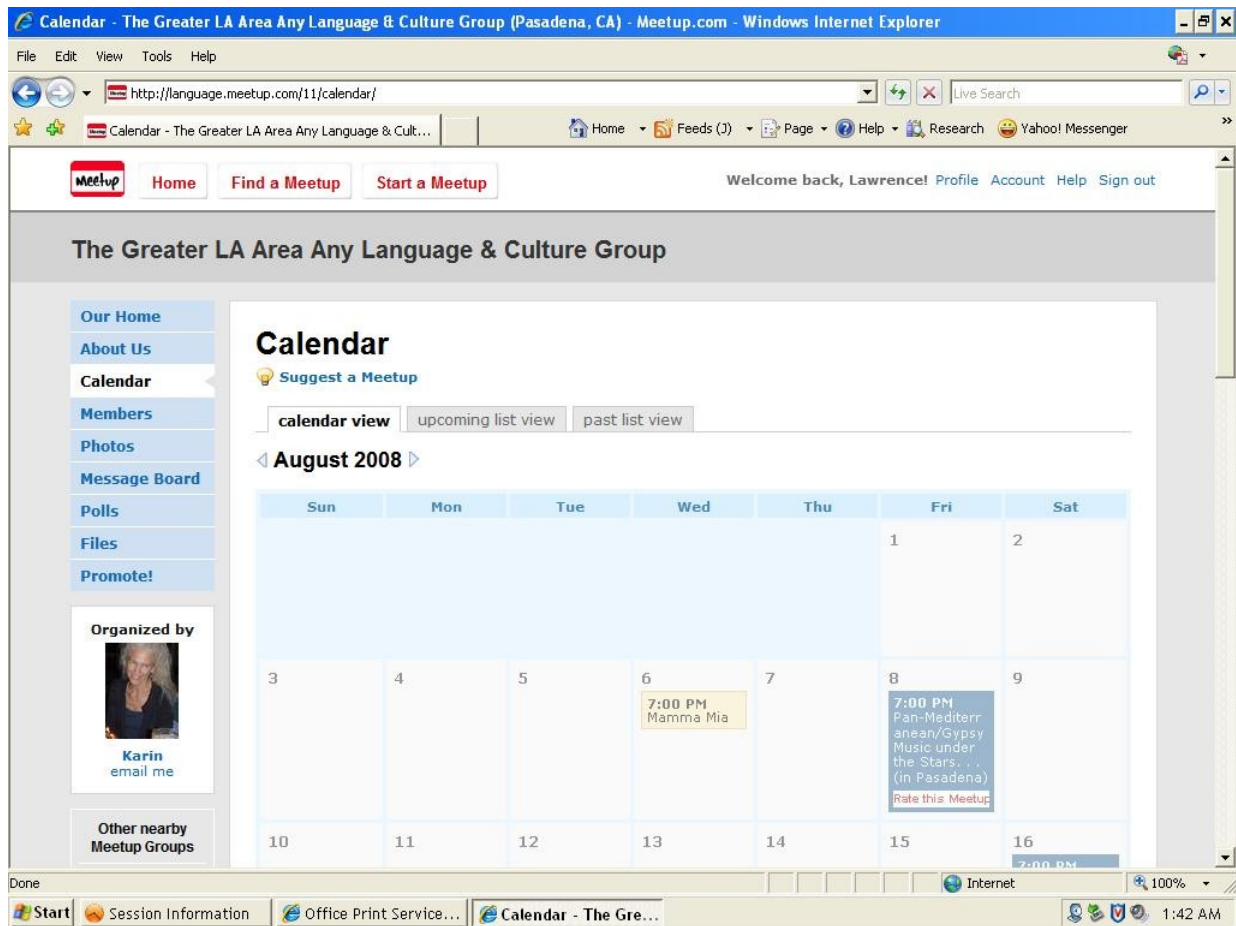 Calendar - The Greater LA Area Any Language & Culture Group (Pasadena, CA) - Meetup.com - Windows Internet Explorer
File Edit View Tools Help
http://language.meetup.com/11/calendar/
Live Search
Calendar - The Greater LA Area Any Language & Cult...
Home Feeds (J) Page Help Research Yahoo! Messenger »
Meetup
Home
Find a Meetup
Start a Meetup
Welcome back, Lawrence! Profile Account Help Sign out
The Greater LA Area Any Language & Culture Group
Our Home
About Us
Calendar
Members
Photos
Message Board
Polls
Files
Promote!
Organized by
Karin
email me
Other nearby
Meetup Groups
Calendar
Suggest a Meetup
calendar view upcoming list view past list view
August 2008
Sun Mon Tue Wed Thu Fri Sat
1 2
3 4 5 6 7 8 9
7:00 PM
Mamma Mia
7:00 PM
Pan-Mediterr
anean/Gypsy
Music under
the Stars. . .
(in Pasadena)
Rate this Meetup
10 11 12 13 14 15 16
7:00 PM
Done Internet 100%
Start Session Information Office Print Service... Calendar - The Gre... 1:42 AM